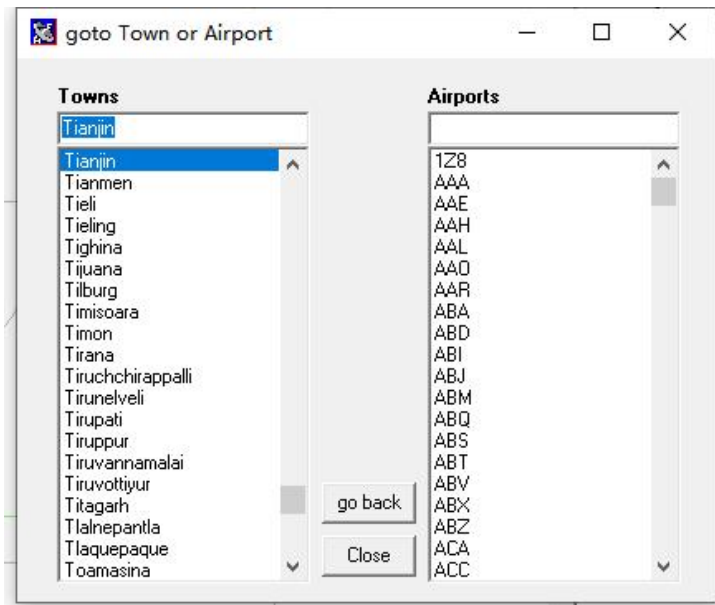 goto Town or Airport
Towns
Tianjin
Tianjin
Tianmen
Tieli
Tieling
Tighina
Tijuana
Tilburg
Timisoara
Timon
Tirana
Tiruchchirappalli
Tirunelveli
Tirupati
Tiruppur
Tiruvannamalai
Tiruvottiyur
Titagarh
Tlalnepantla
Tlaquepaque
Toamasina
go back
Close
Airports
1Z8
AAA
AAE
AAH
AAL
AAO
AAR
ABA
ABD
ABI
ABJ
ABM
ABQ
ABS
ABT
ABV
ABX
ABZ
ACA
ACC